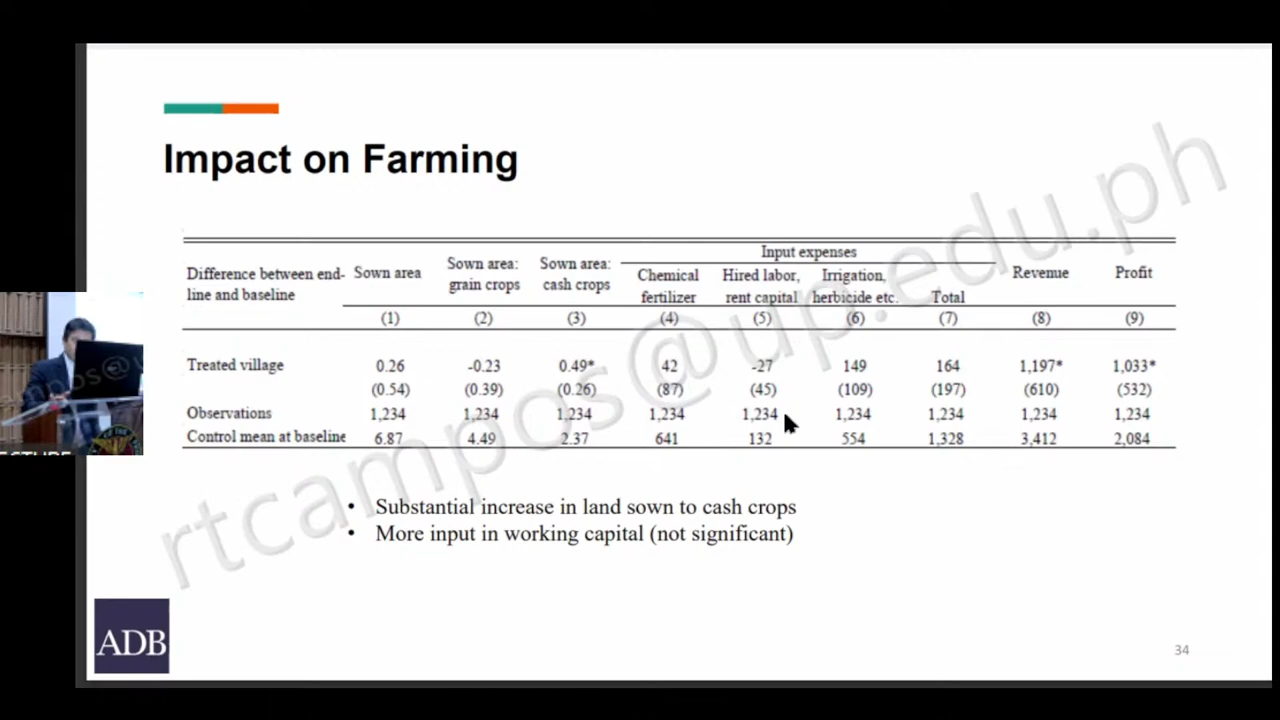 Impact on Farming
Input expenses
Difference between end-line and baseline
Sown area
Sown area: grain crops
Sown area: cash crops
Chemical fertilizer
Hired labor, rent capital
Irrigation, herbicide etc.
Total
Revenue
Profit
(1) (2) (3) (4) (5) (6) (7) (8) (9)
Treated village 0.26 -0.23 0.49* 42 -27 149 164 1,197* 1,033*
(0.54) (0.39) (0.26) (87) (45) (109) (197) (610) (532)
Observations 1,234 1,234 1,234 1,234 1,234 1,234 1,234 1,234 1,234
Control mean at baseline 6.87 4.49 2.37 641 132 554 1,328 3,412 2,084
• Substantial increase in land sown to cash crops
• More input in working capital (not significant)
rtcampos@up.edu.ph
ADB
34